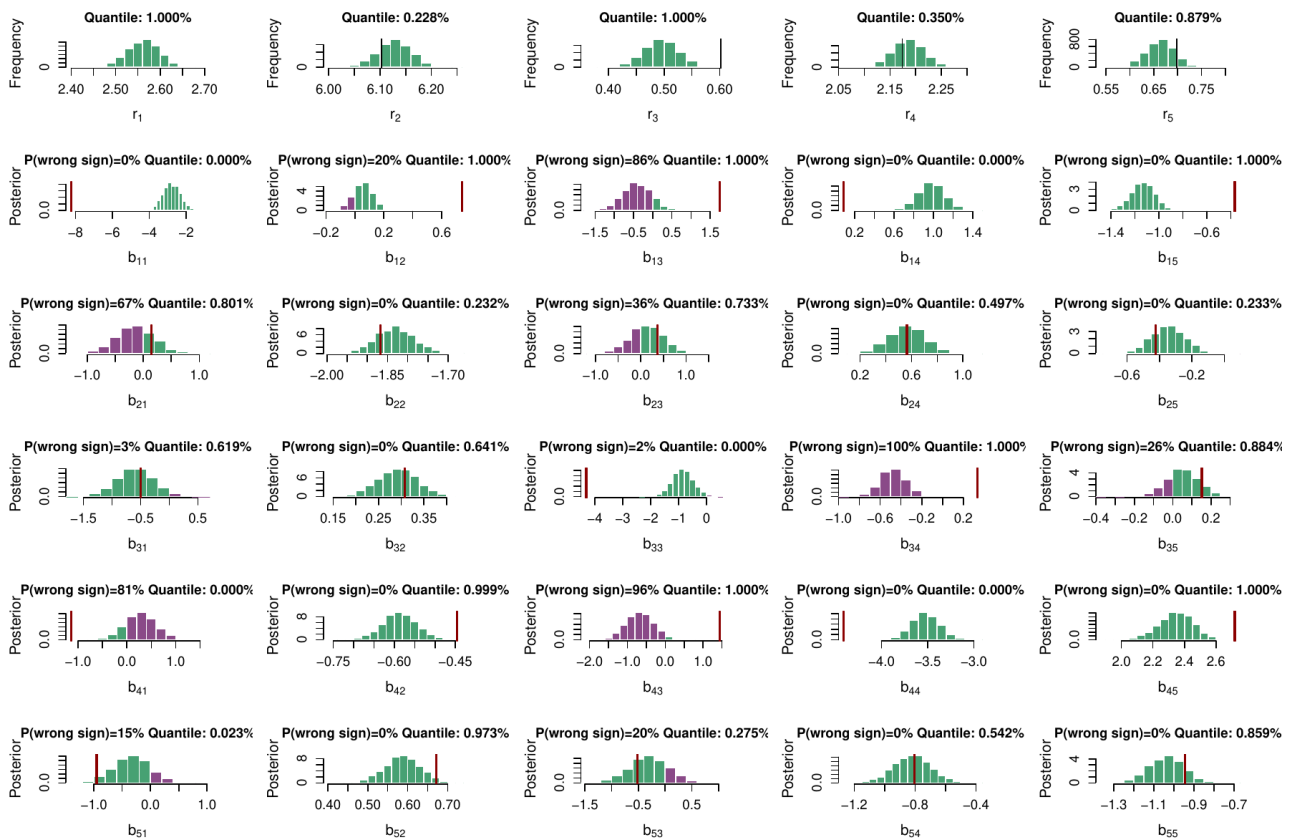 Quantile: 1.000% Quantile: 0.228% Quantile: 1.000% Quantile: 0.350% Quantile: 0.879%
Frequency Frequency Frequency Frequency Frequency
0 0 0 0 0 800
2.40 2.50 2.60 2.70 6.00 6.10 6.20 0.40 0.50 0.60 2.05 2.15 2.25 0.55 0.65 0.75
r1 r2 r3 r4 r5
P(wrong sign)=0% Quantile: 0.000% P(wrong sign)=20% Quantile: 1.000% P(wrong sign)=86% Quantile: 1.000% P(wrong sign)=0% Quantile: 0.000% P(wrong sign)=0% Quantile: 1.000%
Posterior Posterior Posterior Posterior Posterior
0.0 0.0 4 0.0 0.0 0 3
−8 −6 −4 −2 −0.2 0.2 0.6 −1.5 −0.5 0.5 1.5 0.2 0.6 1.0 1.4 −1.4 −1.0 −0.6
b11 b12 b13 b14 b15
P(wrong sign)=67% Quantile: 0.801% P(wrong sign)=0% Quantile: 0.232% P(wrong sign)=36% Quantile: 0.733% P(wrong sign)=0% Quantile: 0.497% P(wrong sign)=0% Quantile: 0.233%
Posterior Posterior Posterior Posterior Posterior
0.0 0 6 0.0 0.0 0 3
−1.0 0.0 1.0 −2.00 −1.85 −1.70 −1.0 0.0 1.0 0.2 0.6 1.0 −0.6 −0.2
b21 b22 b23 b24 b25
P(wrong sign)=3% Quantile: 0.619% P(wrong sign)=0% Quantile: 0.641% P(wrong sign)=2% Quantile: 0.000% P(wrong sign)=100% Quantile: 1.000% P(wrong sign)=26% Quantile: 0.884%
Posterior Posterior Posterior Posterior Posterior
0.0 0 6 0.0 0.0 0 4
−1.5 −0.5 0.5 0.15 0.25 0.35 −4 −3 −2 −1 0 −1.0 −0.6 −0.2 0.2 −0.4 −0.2 0.0 0.2
b31 b32 b33 b34 b35
P(wrong sign)=81% Quantile: 0.000% P(wrong sign)=0% Quantile: 0.999% P(wrong sign)=96% Quantile: 1.000% P(wrong sign)=0% Quantile: 0.000% P(wrong sign)=0% Quantile: 1.000%
Posterior Posterior Posterior Posterior Posterior
0.0 0 8 0.0 0.0 0.0
−1.0 0.0 1.0 −0.75 −0.60 −0.45 −2.0 −1.0 0.0 1.0 −4.0 −3.5 −3.0 2.0 2.2 2.4 2.6
b41 b42 b43 b44 b45
P(wrong sign)=15% Quantile: 0.023% P(wrong sign)=0% Quantile: 0.973% P(wrong sign)=20% Quantile: 0.275% P(wrong sign)=0% Quantile: 0.542% P(wrong sign)=0% Quantile: 0.859%
Posterior Posterior Posterior Posterior Posterior
0.0 0 8 0.0 0.0 0 4
−1.0 0.0 1.0 0.40 0.50 0.60 0.70 −1.5 −0.5 0.5 −1.2 −0.8 −0.4 −1.3 −1.1 −0.9 −0.7
b51 b52 b53 b54 b55